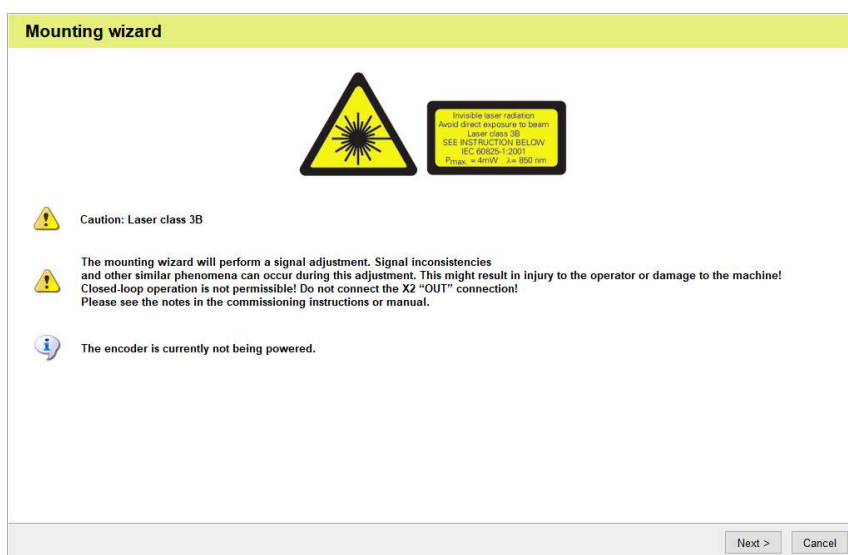 Mounting wizard
Invisible laser radiation
Avoid direct exposure to beam
Laser class 3B
SEE INSTRUCTION BELOW
IEC 60825-1:2001
Pmax. = 4mW λ= 850 nm
Caution: Laser class 3B
The mounting wizard will perform a signal adjustment. Signal inconsistencies
and other similar phenomena can occur during this adjustment. This might result in injury to the operator or damage to the machine!
Closed-loop operation is not permissible! Do not connect the X2 “OUT” connection!
Please see the notes in the commissioning instructions or manual.
The encoder is currently not being powered.
Next >
Cancel